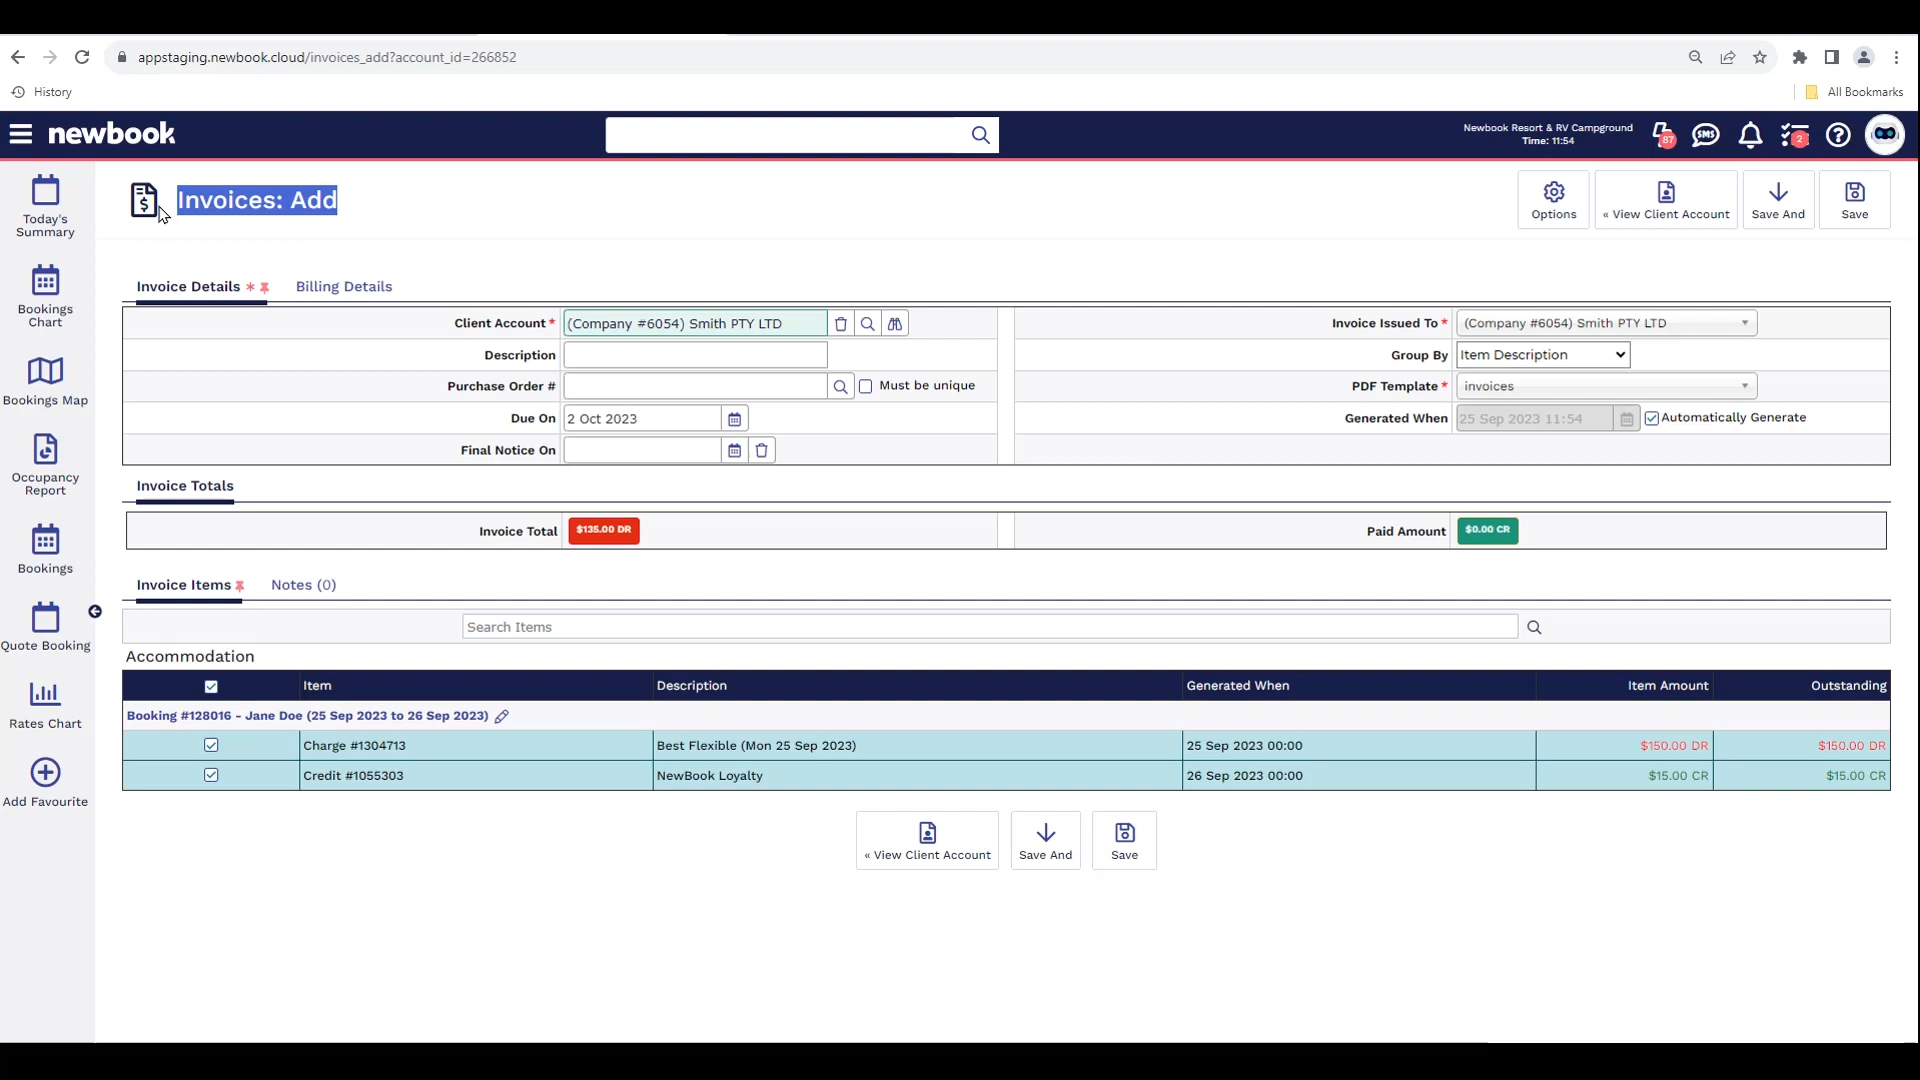 appstaging.newbook.cloud/invoices_add?account_id=266852
History
All Bookmarks
newbook
Newbook Resort & RV Campground
Time: 11:54
87
SMS
2
Today's
Summary
Bookings
Chart
Bookings Map
Occupancy
Report
Bookings
Quote Booking
Rates Chart
Add Favourite
Invoices: Add
Options
« View Client Account
Save And
Save
Invoice Details *
Billing Details
Client Account * (Company #6054) Smith PTY LTD
Invoice Issued To * (Company #6054) Smith PTY LTD
Description
Group By Item Description
Purchase Order # Must be unique
PDF Template * invoices
Due On 2 Oct 2023
Generated When 25 Sep 2023 11:54 Automatically Generate
Final Notice On
Invoice Totals
Invoice Total $135.00 DR
Paid Amount $0.00 CR
Invoice Items
Notes (0)
Search Items
Accommodation
Item Description Generated When Item Amount Outstanding
Booking #128016 - Jane Doe (25 Sep 2023 to 26 Sep 2023)
Charge #1304713 Best Flexible (Mon 25 Sep 2023) 25 Sep 2023 00:00 $150.00 DR $150.00 DR
Credit #1055303 NewBook Loyalty 26 Sep 2023 00:00 $15.00 CR $15.00 CR
« View Client Account
Save And
Save